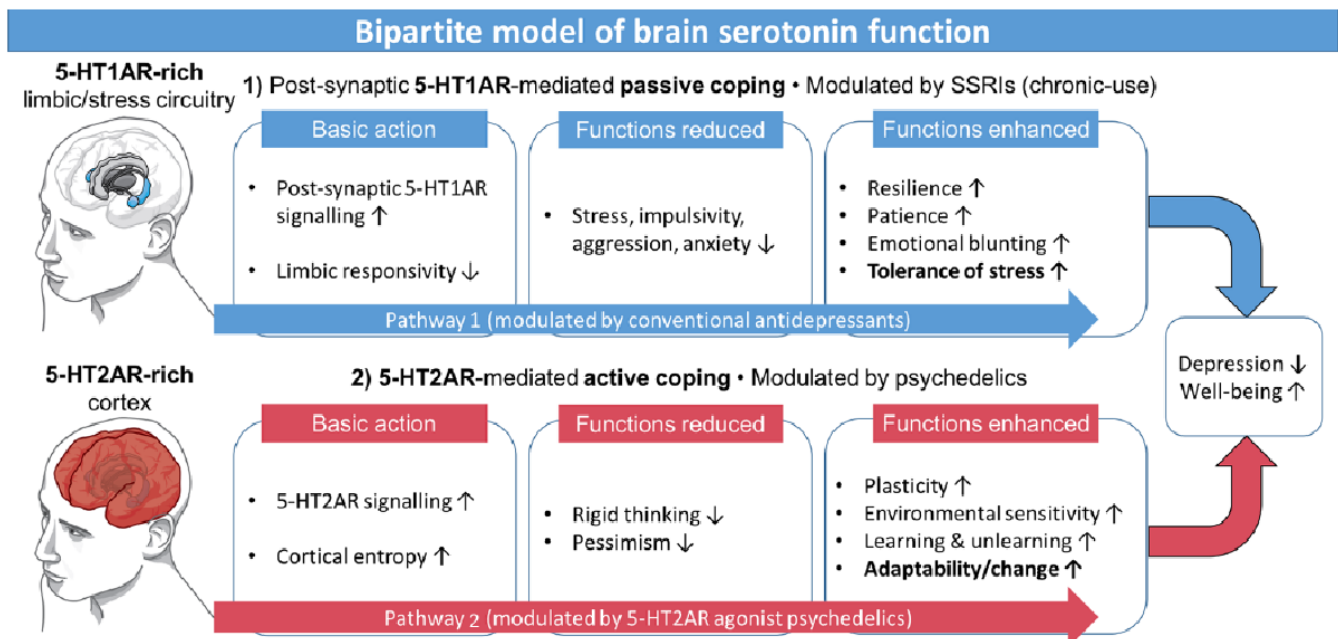 Bipartite model of brain serotonin function
5-HT1AR-rich
limbic/stress circuitry
1) Post-synaptic 5-HT1AR-mediated passive coping • Modulated by SSRIs (chronic-use)
Basic action
• Post-synaptic 5-HT1AR
signalling ↑
• Limbic responsivity ↓
Functions reduced
• Stress, impulsivity,
aggression, anxiety ↓
Functions enhanced
• Resilience ↑
• Patience ↑
• Emotional blunting ↑
• Tolerance of stress ↑
Pathway 1 (modulated by conventional antidepressants)
5-HT2AR-rich
cortex
2) 5-HT2AR-mediated active coping • Modulated by psychedelics
Basic action
• 5-HT2AR signalling ↑
• Cortical entropy ↑
Functions reduced
• Rigid thinking ↓
• Pessimism ↓
Functions enhanced
• Plasticity ↑
• Environmental sensitivity ↑
• Learning & unlearning ↑
• Adaptability/change ↑
Pathway 2 (modulated by 5-HT2AR agonist psychedelics)
Depression ↓
Well-being ↑